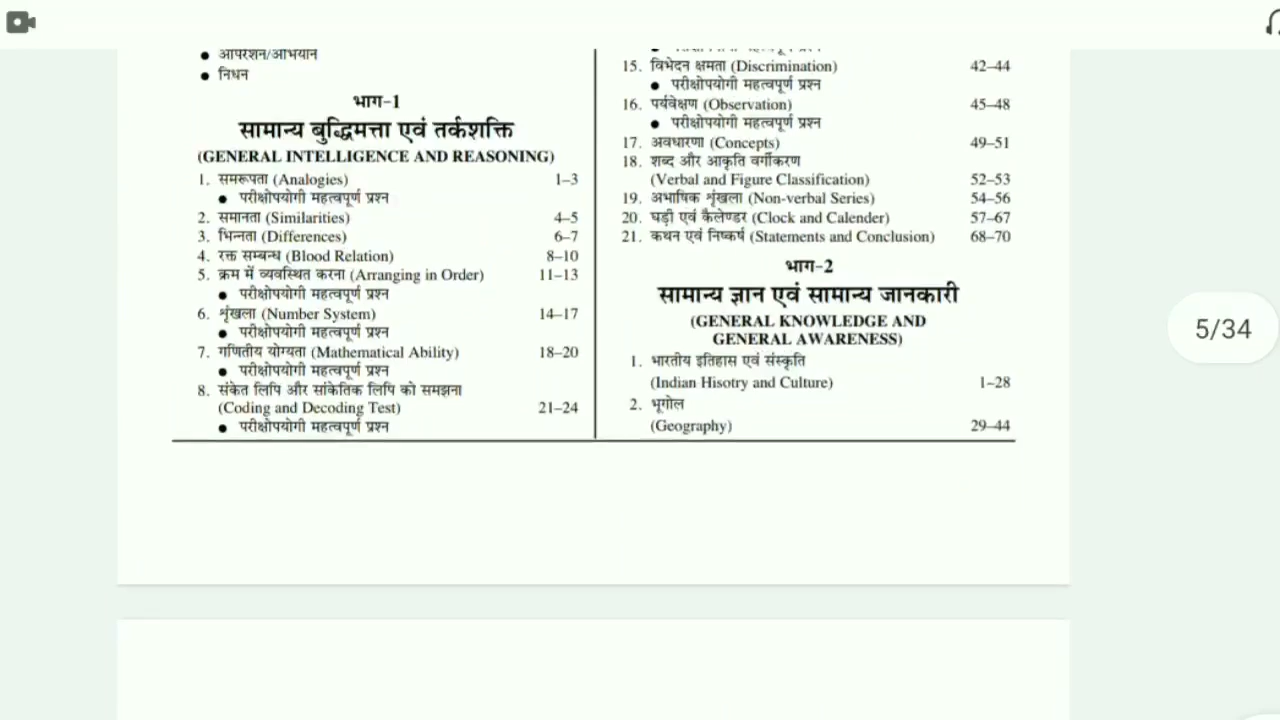 ● आपरेशन/अभियान
● निधन
भाग-1
सामान्य बुद्धिमत्ता एवं तर्कशक्ति
(GENERAL INTELLIGENCE AND REASONING)
1. समरूपता (Analogies) 1–3
● परीक्षोपयोगी महत्वपूर्ण प्रश्न
2. समानता (Similarities) 4–5
3. भिन्नता (Differences) 6–7
4. रक्त सम्बन्ध (Blood Relation) 8–10
5. क्रम में व्यवस्थित करना (Arranging in Order) 11–13
● परीक्षोपयोगी महत्वपूर्ण प्रश्न
6. शृंखला (Number System) 14–17
● परीक्षोपयोगी महत्वपूर्ण प्रश्न
7. गणितीय योग्यता (Mathematical Ability) 18–20
● परीक्षोपयोगी महत्वपूर्ण प्रश्न
8. संकेत लिपि और सांकेतिक लिपि को समझना
(Coding and Decoding Test) 21–24
● परीक्षोपयोगी महत्वपूर्ण प्रश्न
15. विभेदन क्षमता (Discrimination) 42–44
● परीक्षोपयोगी महत्वपूर्ण प्रश्न
16. पर्यवेक्षण (Observation) 45–48
● परीक्षोपयोगी महत्वपूर्ण प्रश्न
17. अवधारणा (Concepts) 49–51
18. शब्द और आकृति वर्गीकरण
(Verbal and Figure Classification) 52–53
19. अभाषिक शृंखला (Non-verbal Series) 54–56
20. घड़ी एवं कैलेण्डर (Clock and Calender) 57–67
21. कथन एवं निष्कर्ष (Statements and Conclusion) 68–70
भाग-2
सामान्य ज्ञान एवं सामान्य जानकारी
(GENERAL KNOWLEDGE AND
GENERAL AWARENESS)
1. भारतीय इतिहास एवं संस्कृति
(Indian Hisotry and Culture) 1–28
2. भूगोल
(Geography) 29–44
5/34